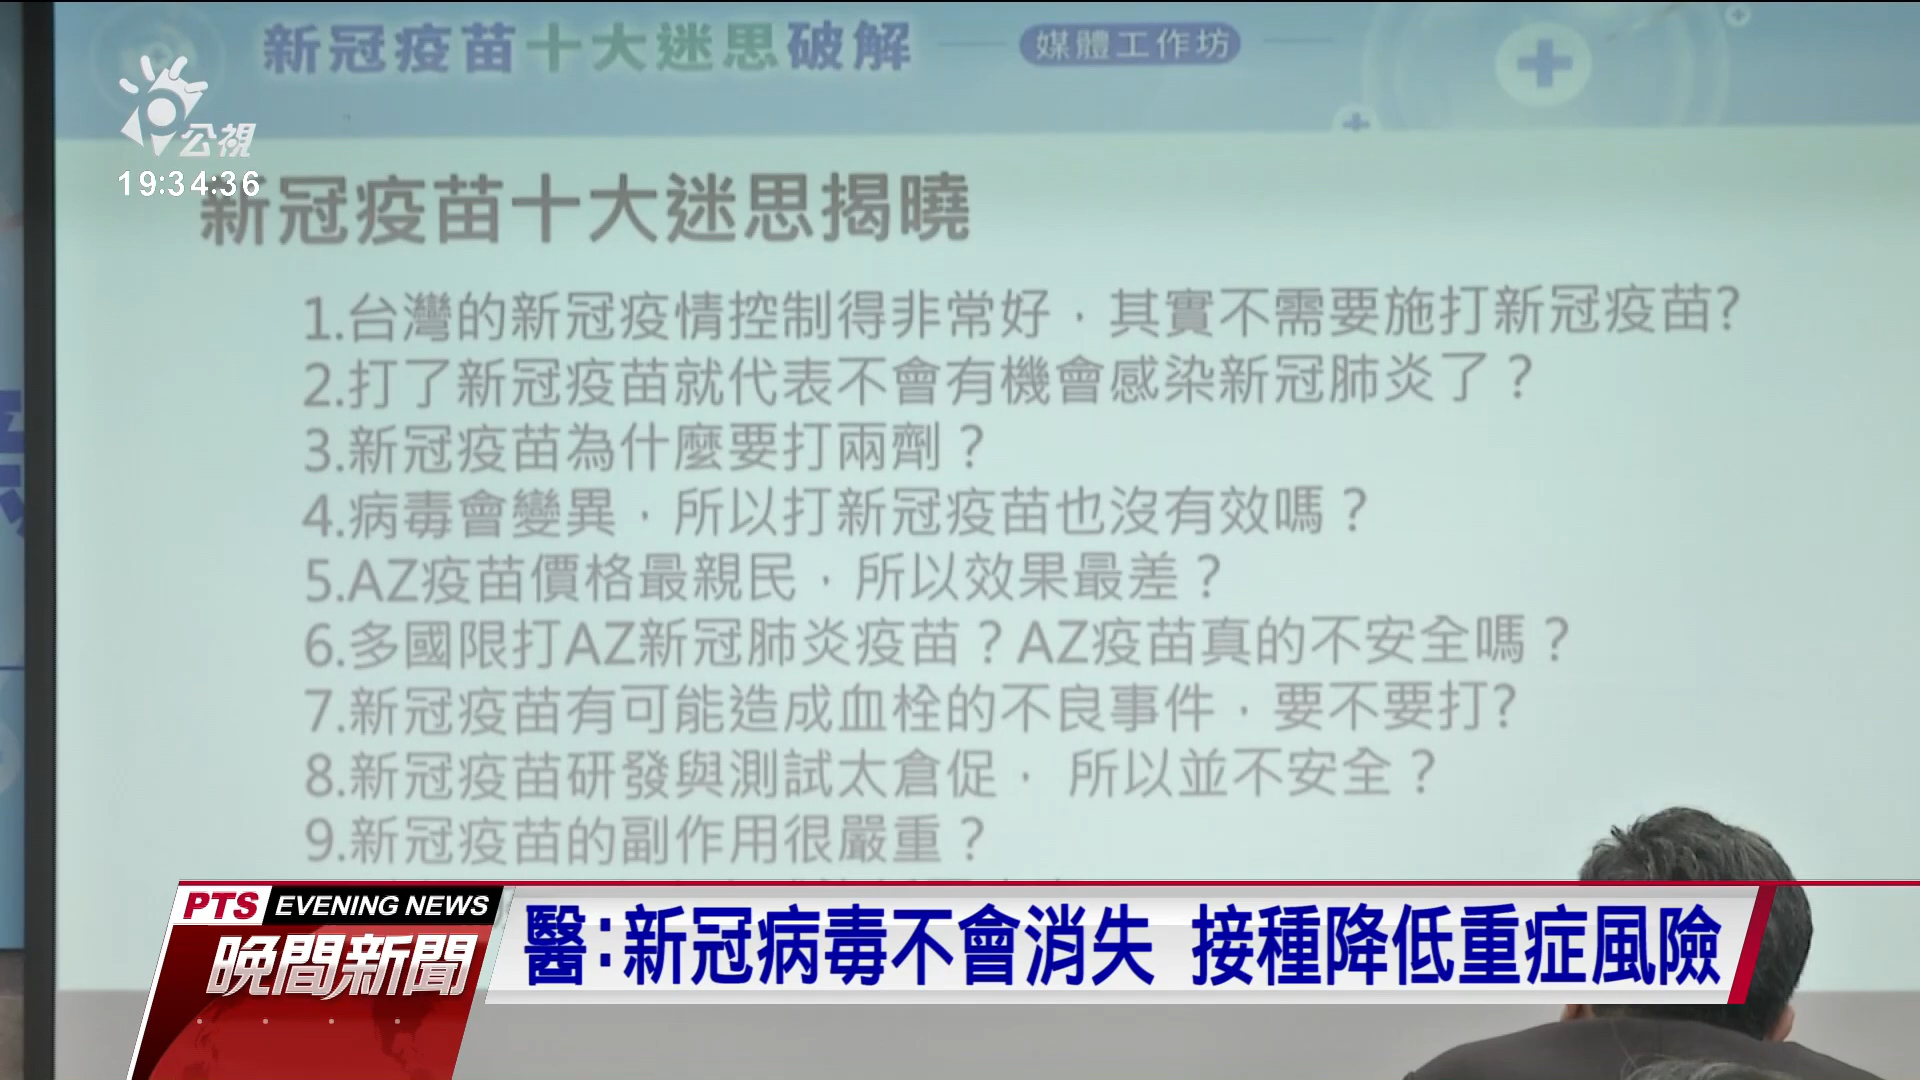 新冠疫苗十大迷思破解
媒體工作坊
公視
19:34:36
新冠疫苗十大迷思揭曉
1.台灣的新冠疫情控制得非常好，其實不需要施打新冠疫苗?
2.打了新冠疫苗就代表不會有機會感染新冠肺炎了？
3.新冠疫苗為什麼要打兩劑？
4.病毒會變異，所以打新冠疫苗也沒有效嗎？
5.AZ疫苗價格最親民，所以效果最差？
6.多國限打AZ新冠肺炎疫苗？AZ疫苗真的不安全嗎？
7.新冠疫苗有可能造成血栓的不良事件，要不要打?
8.新冠疫苗研發與測試太倉促， 所以並不安全？
9.新冠疫苗的副作用很嚴重？
PTS EVENING NEWS
晚間新聞
醫:新冠病毒不會消失 接種降低重症風險